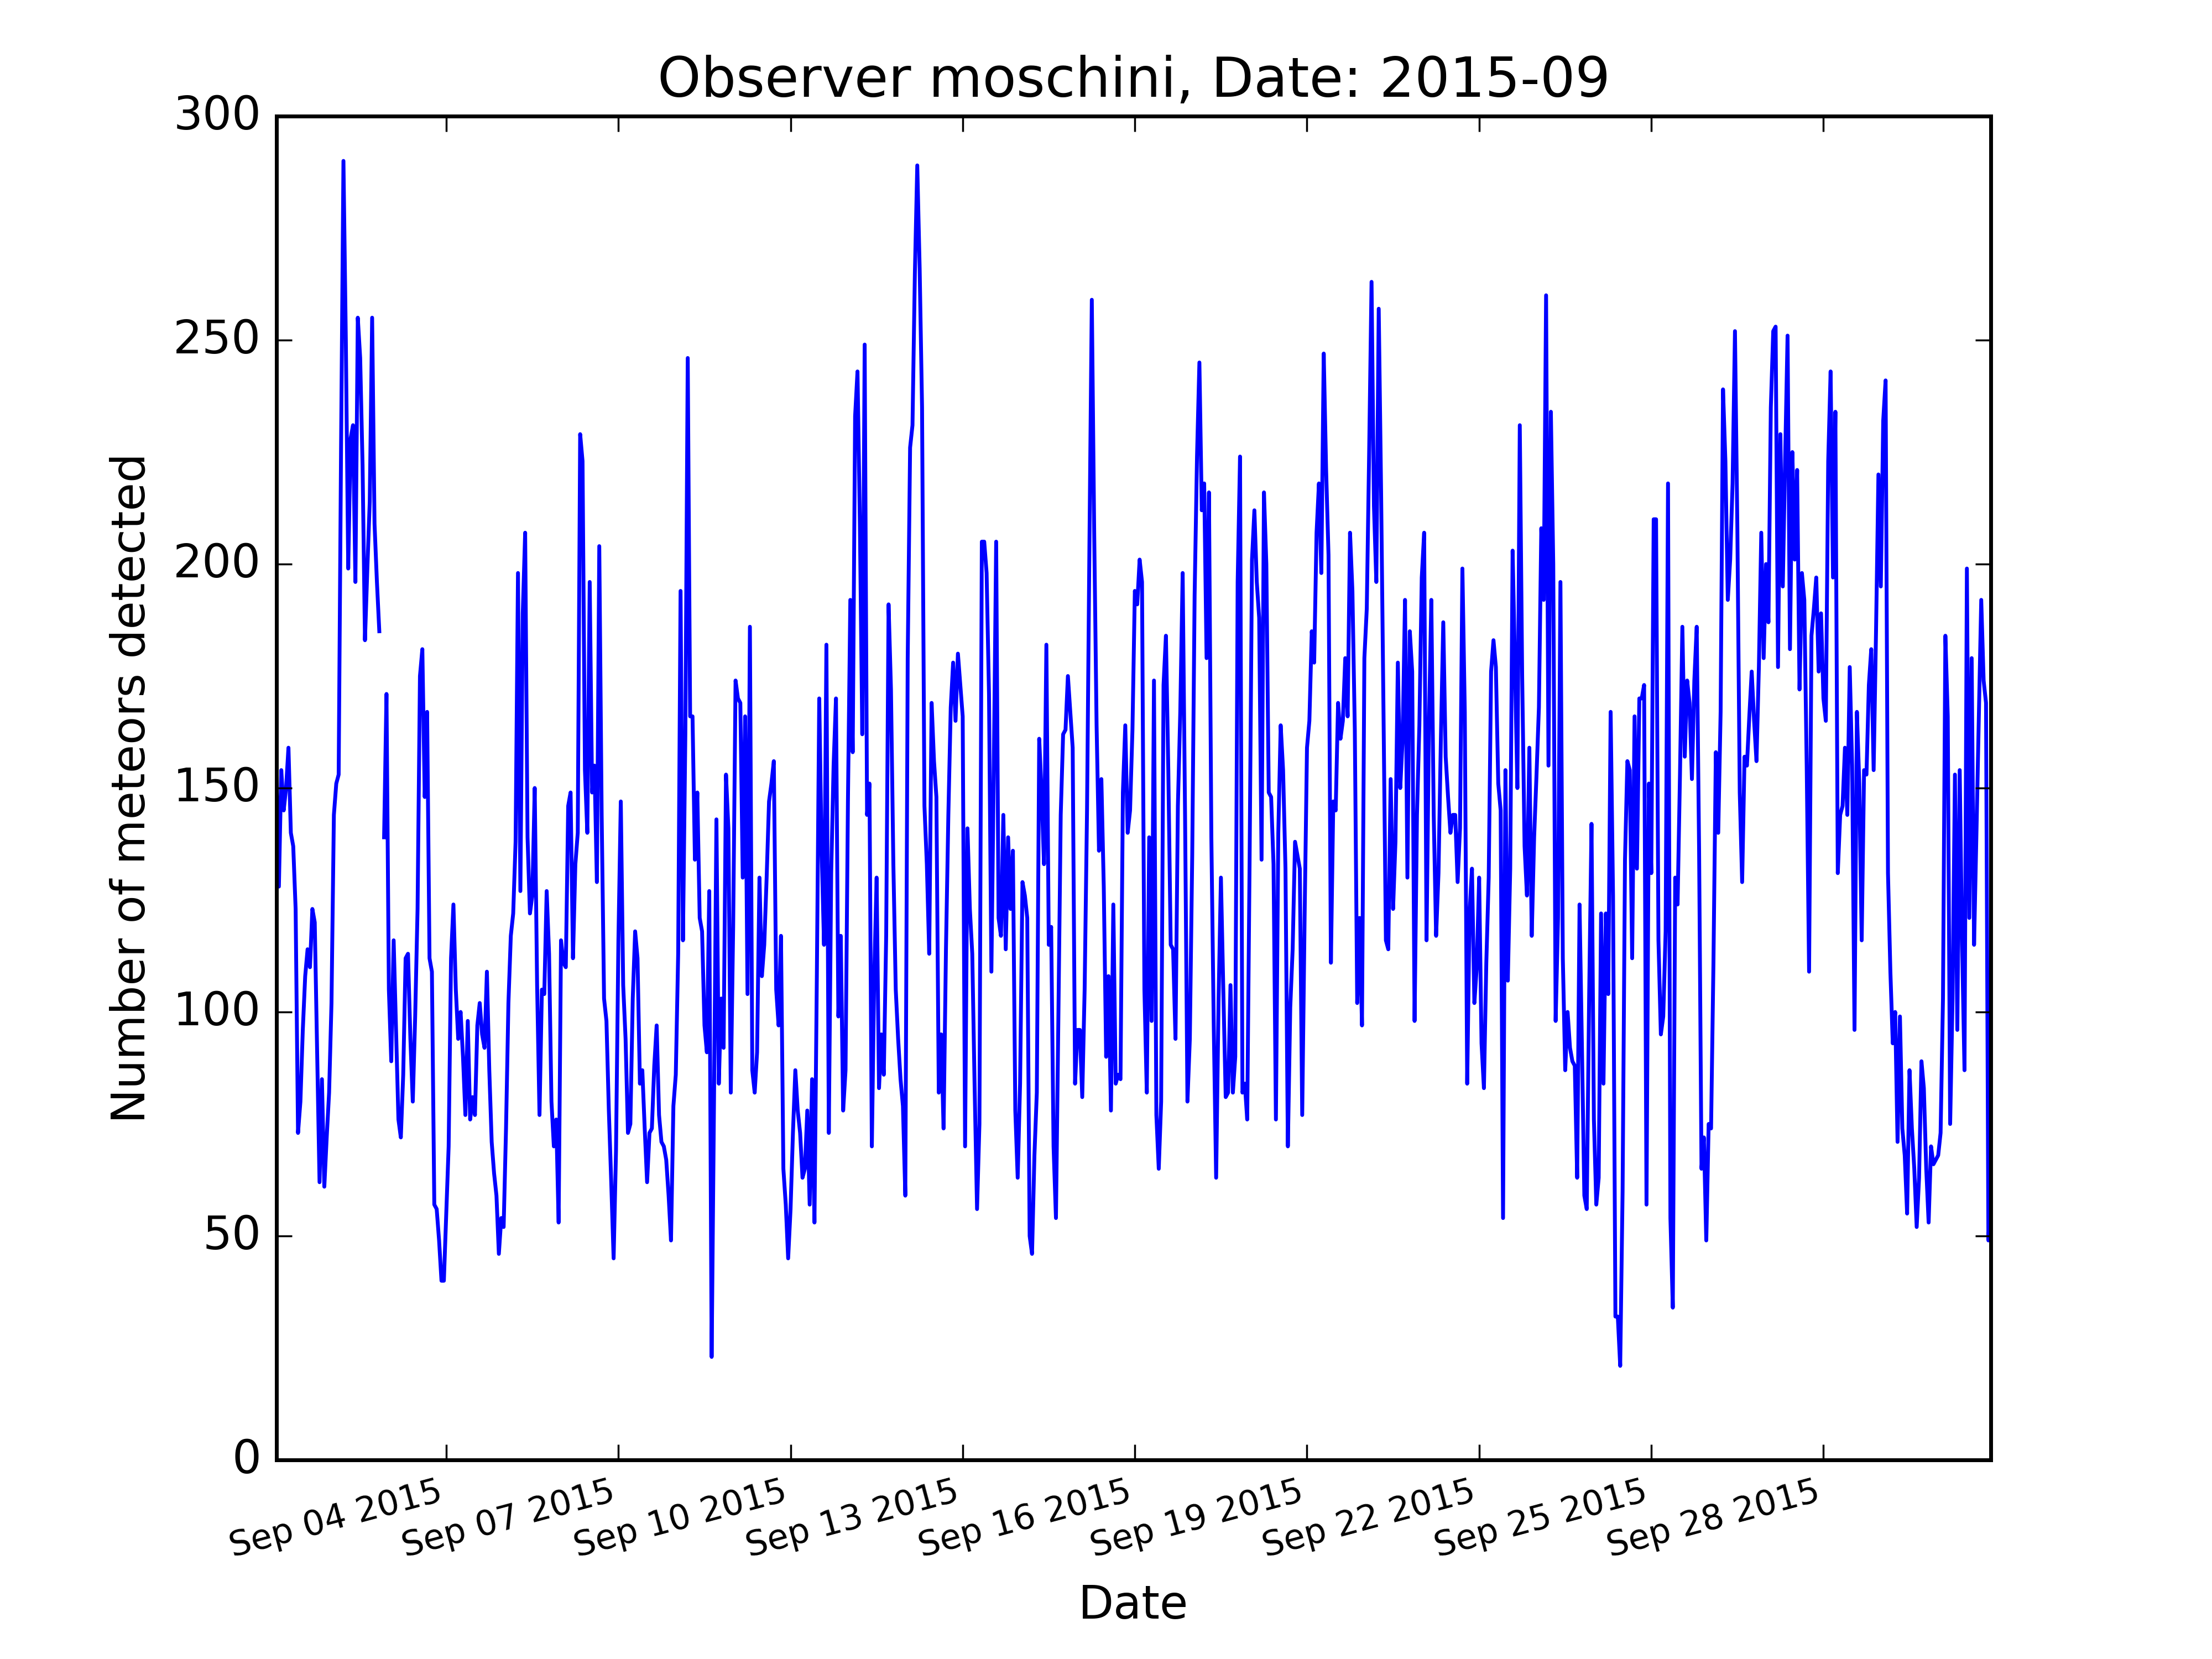 Observer moschini, Date: 2015-09
Number of meteors detected
300
250
200
150
100
50
0
Sep 04 2015
Sep 07 2015
Sep 10 2015
Sep 13 2015
Sep 16 2015
Sep 19 2015
Sep 22 2015
Sep 25 2015
Sep 28 2015
Date